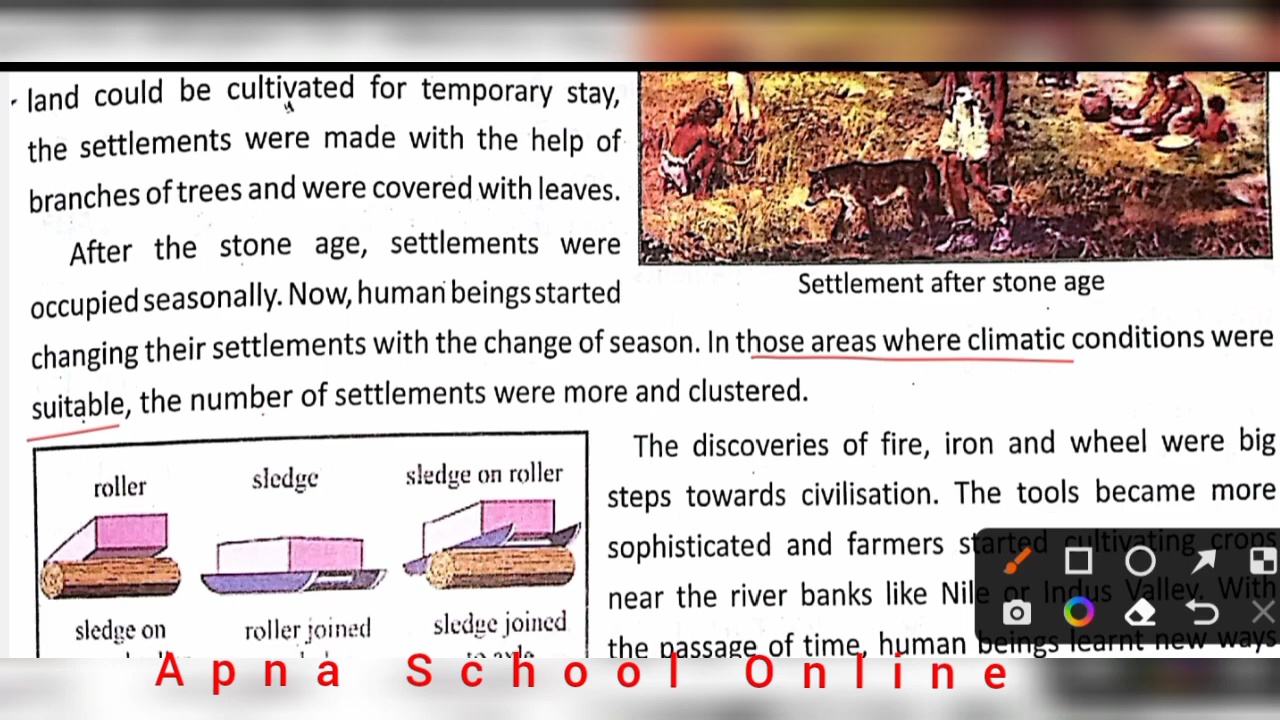 land could be cultivated for temporary stay,
the settlements were made with the help of
branches of trees and were covered with leaves.
After the stone age, settlements were
occupied seasonally. Now, human beings started
Settlement after stone age
changing their settlements with the change of season. In those areas where climatic conditions were
suitable, the number of settlements were more and clustered.
roller
sledge
sledge on roller
sledge on
roller joined
sledge joined
The discoveries of fire, iron and wheel were big
steps towards civilisation. The tools became more
sophisticated and farmers started cultivating crops
near the river banks like Nile or Indus Valley. With
the passage of time, human beings learnt new ways
Apna School Online